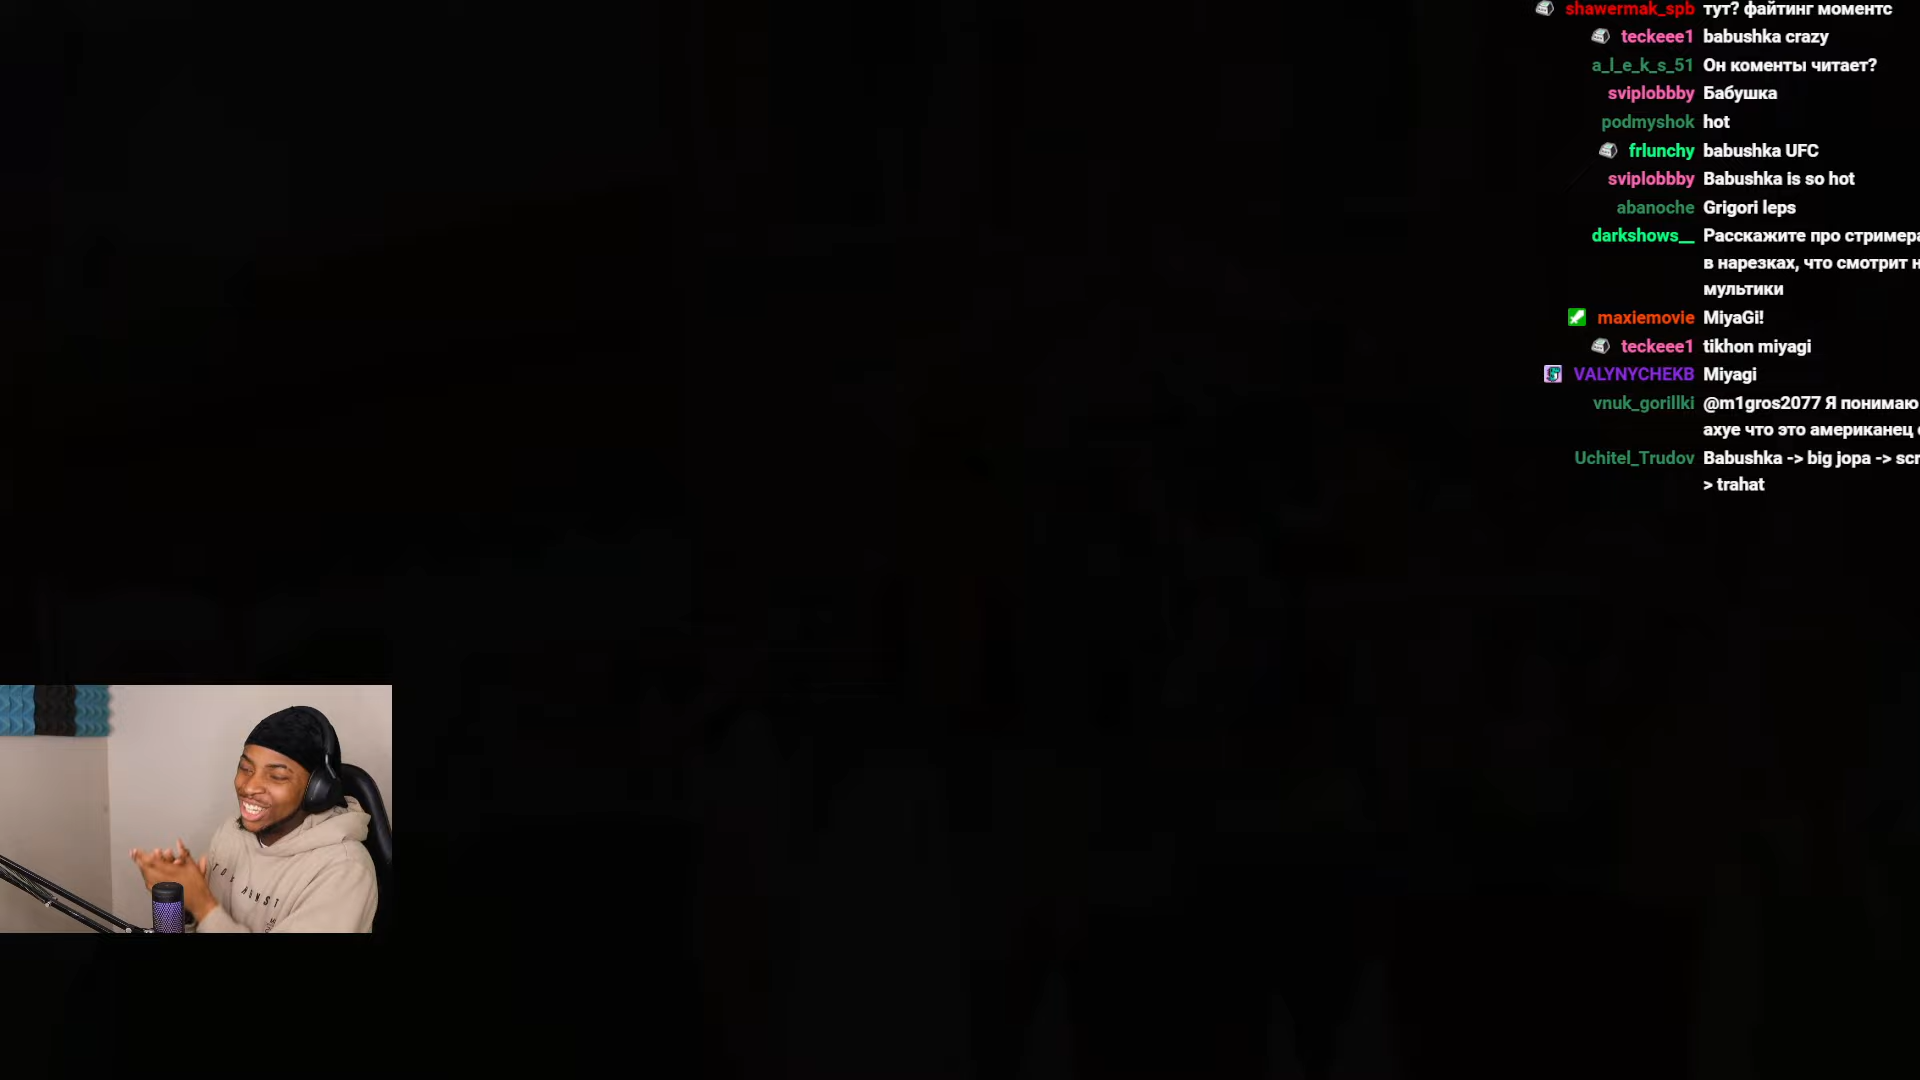 shawermak_spb тут? файтинг моментс
teckeee1 babushka crazy
a_l_e_k_s_51 Он коменты читает?
sviplobbby Бабушка
podmyshok hot
frlunchy babushka UFC
sviplobbby Babushka is so hot
abanoche Grigori leps
darkshows__ Расскажите про стримера
в нарезках, что смотрит н
мультики
maxiemovie MiyaGi!
teckeee1 tikhon miyagi
VALYNYCHEKB Miyagi
vnuk_gorillki @m1gros2077 Я понимаю
ахуе что это американец
Uchitel_Trudov Babushka -> big jopa -> scr
> trahat